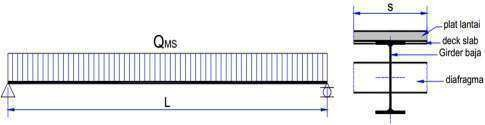 QMS
L
S
plat lantai
deck slab
Girder baja
diafragma